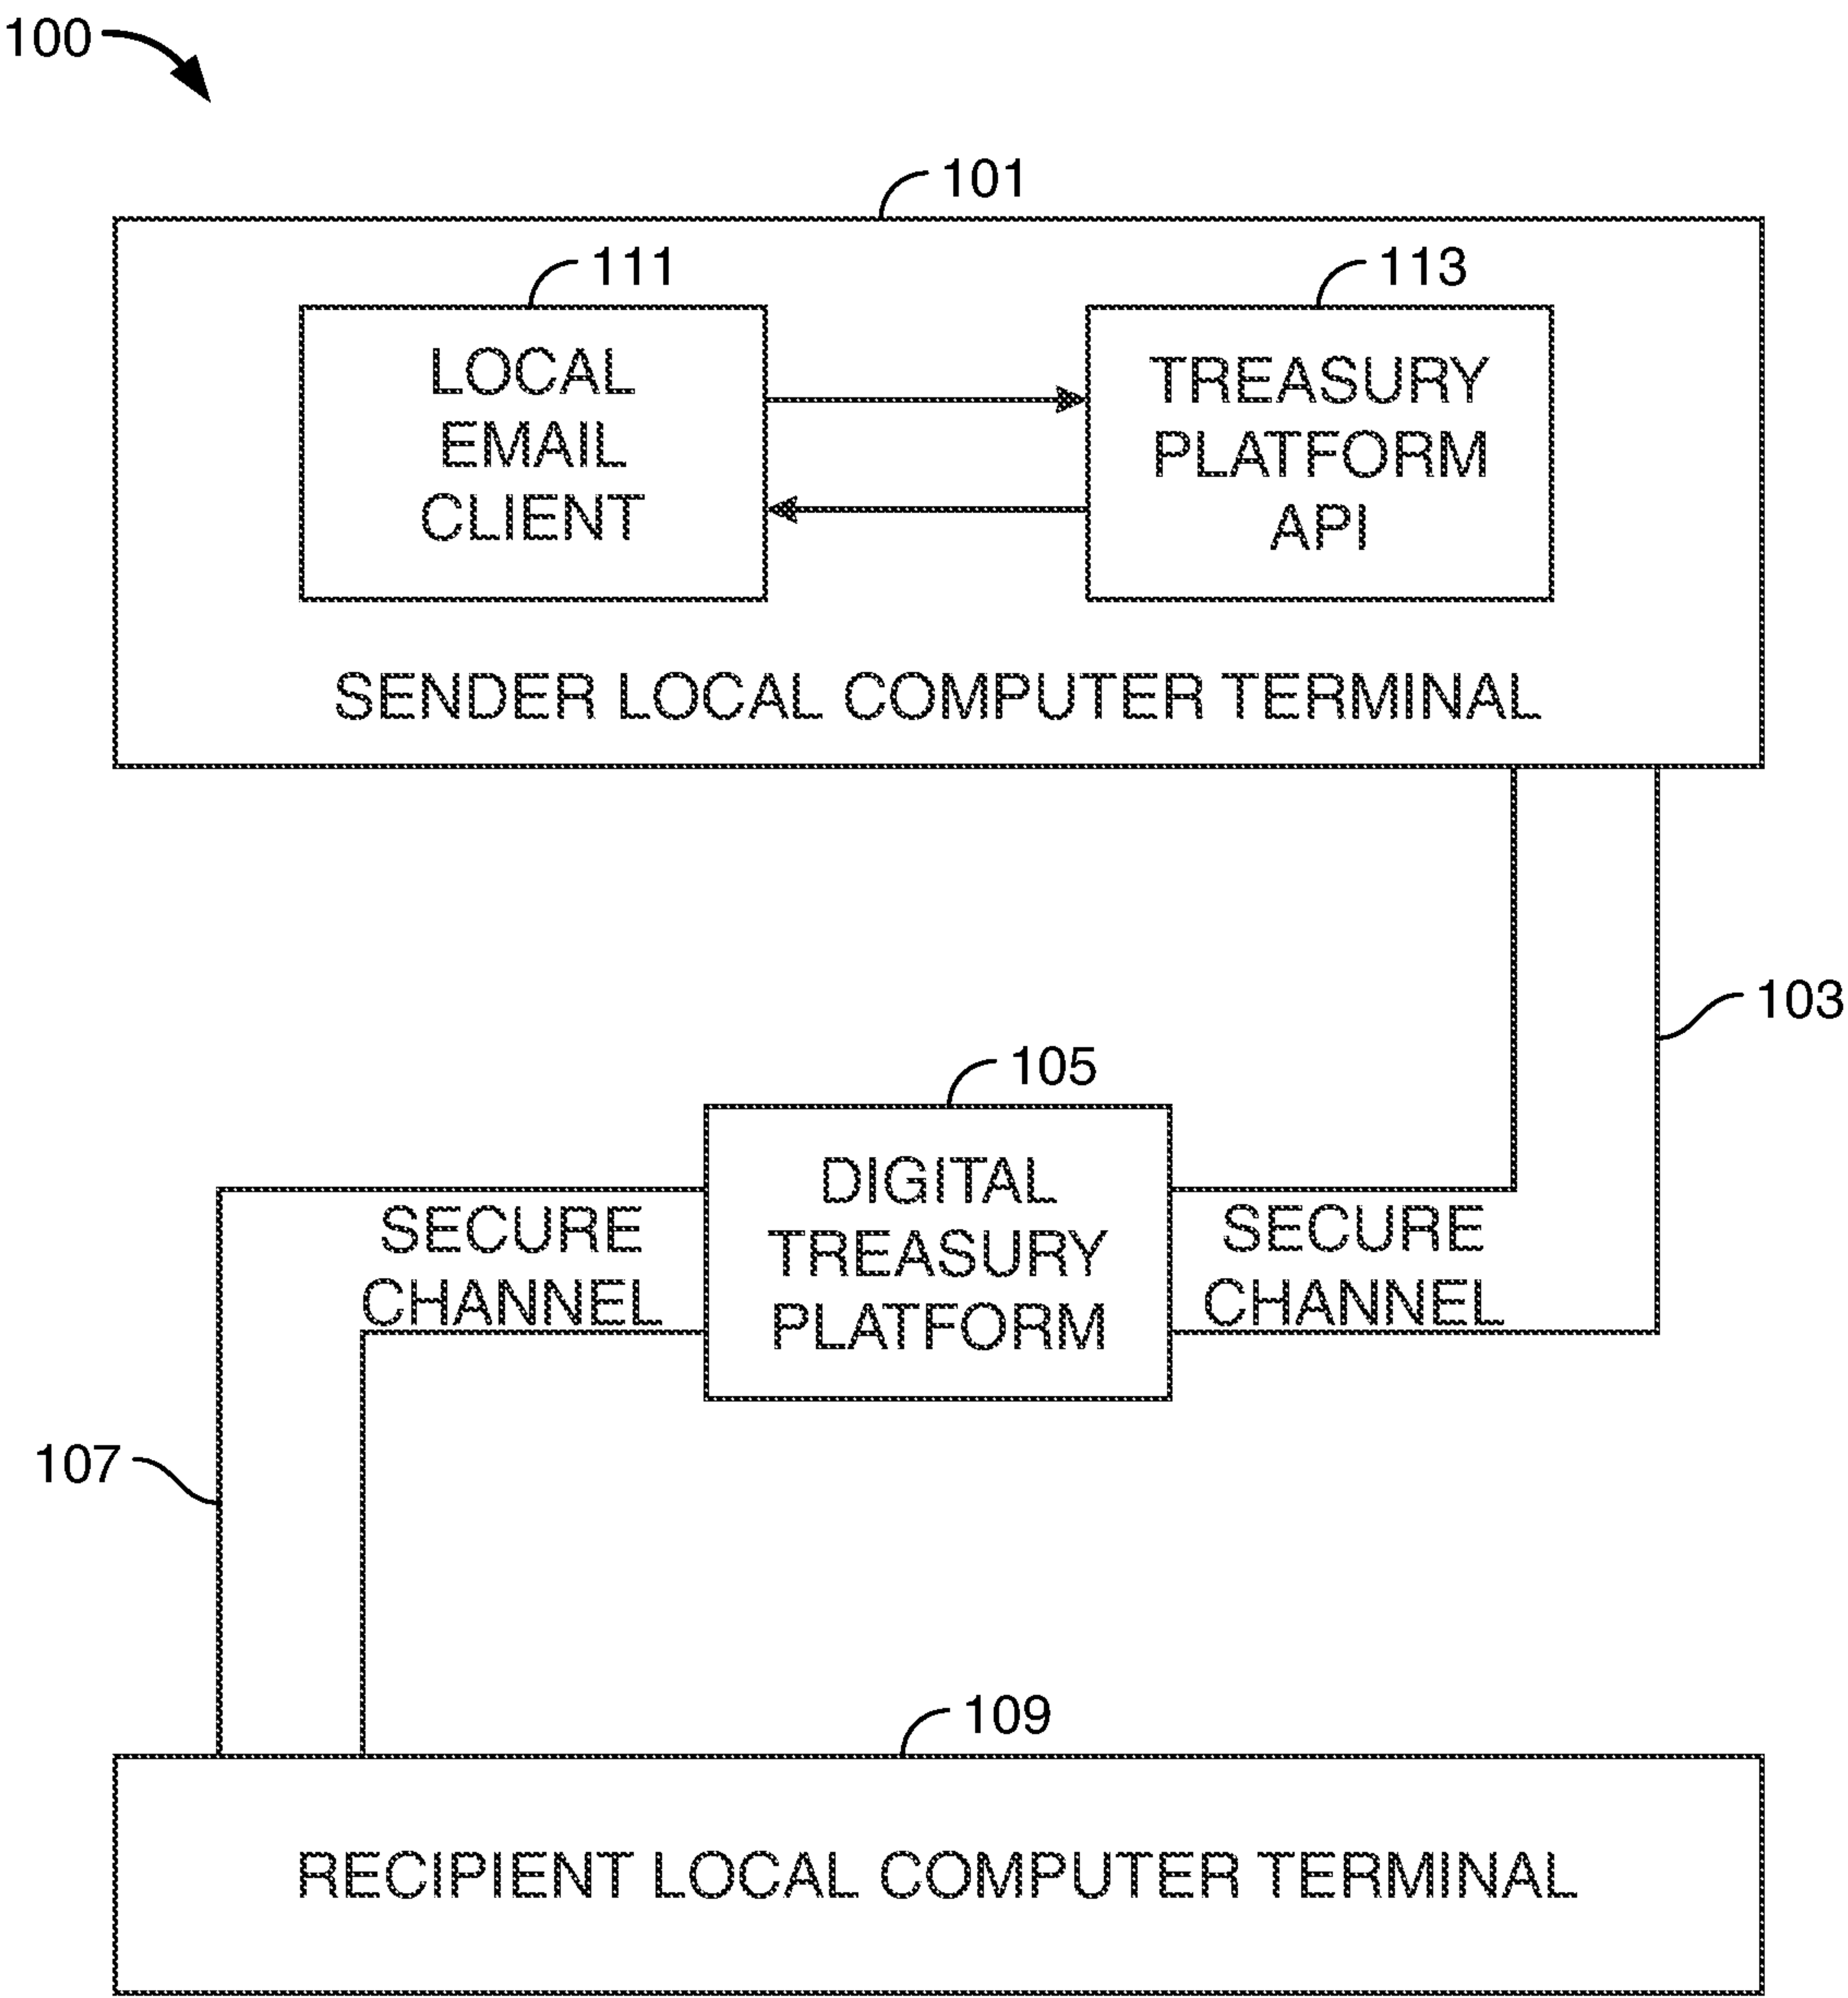 100
101
111
113
LOCAL
EMAIL
CLIENT
TREASURY
PLATFORM
API
SENDER LOCAL COMPUTER TERMINAL
103
105
DIGITAL
TREASURY
PLATFORM
SECURE
CHANNEL
SECURE
CHANNEL
107
109
RECIPIENT LOCAL COMPUTER TERMINAL